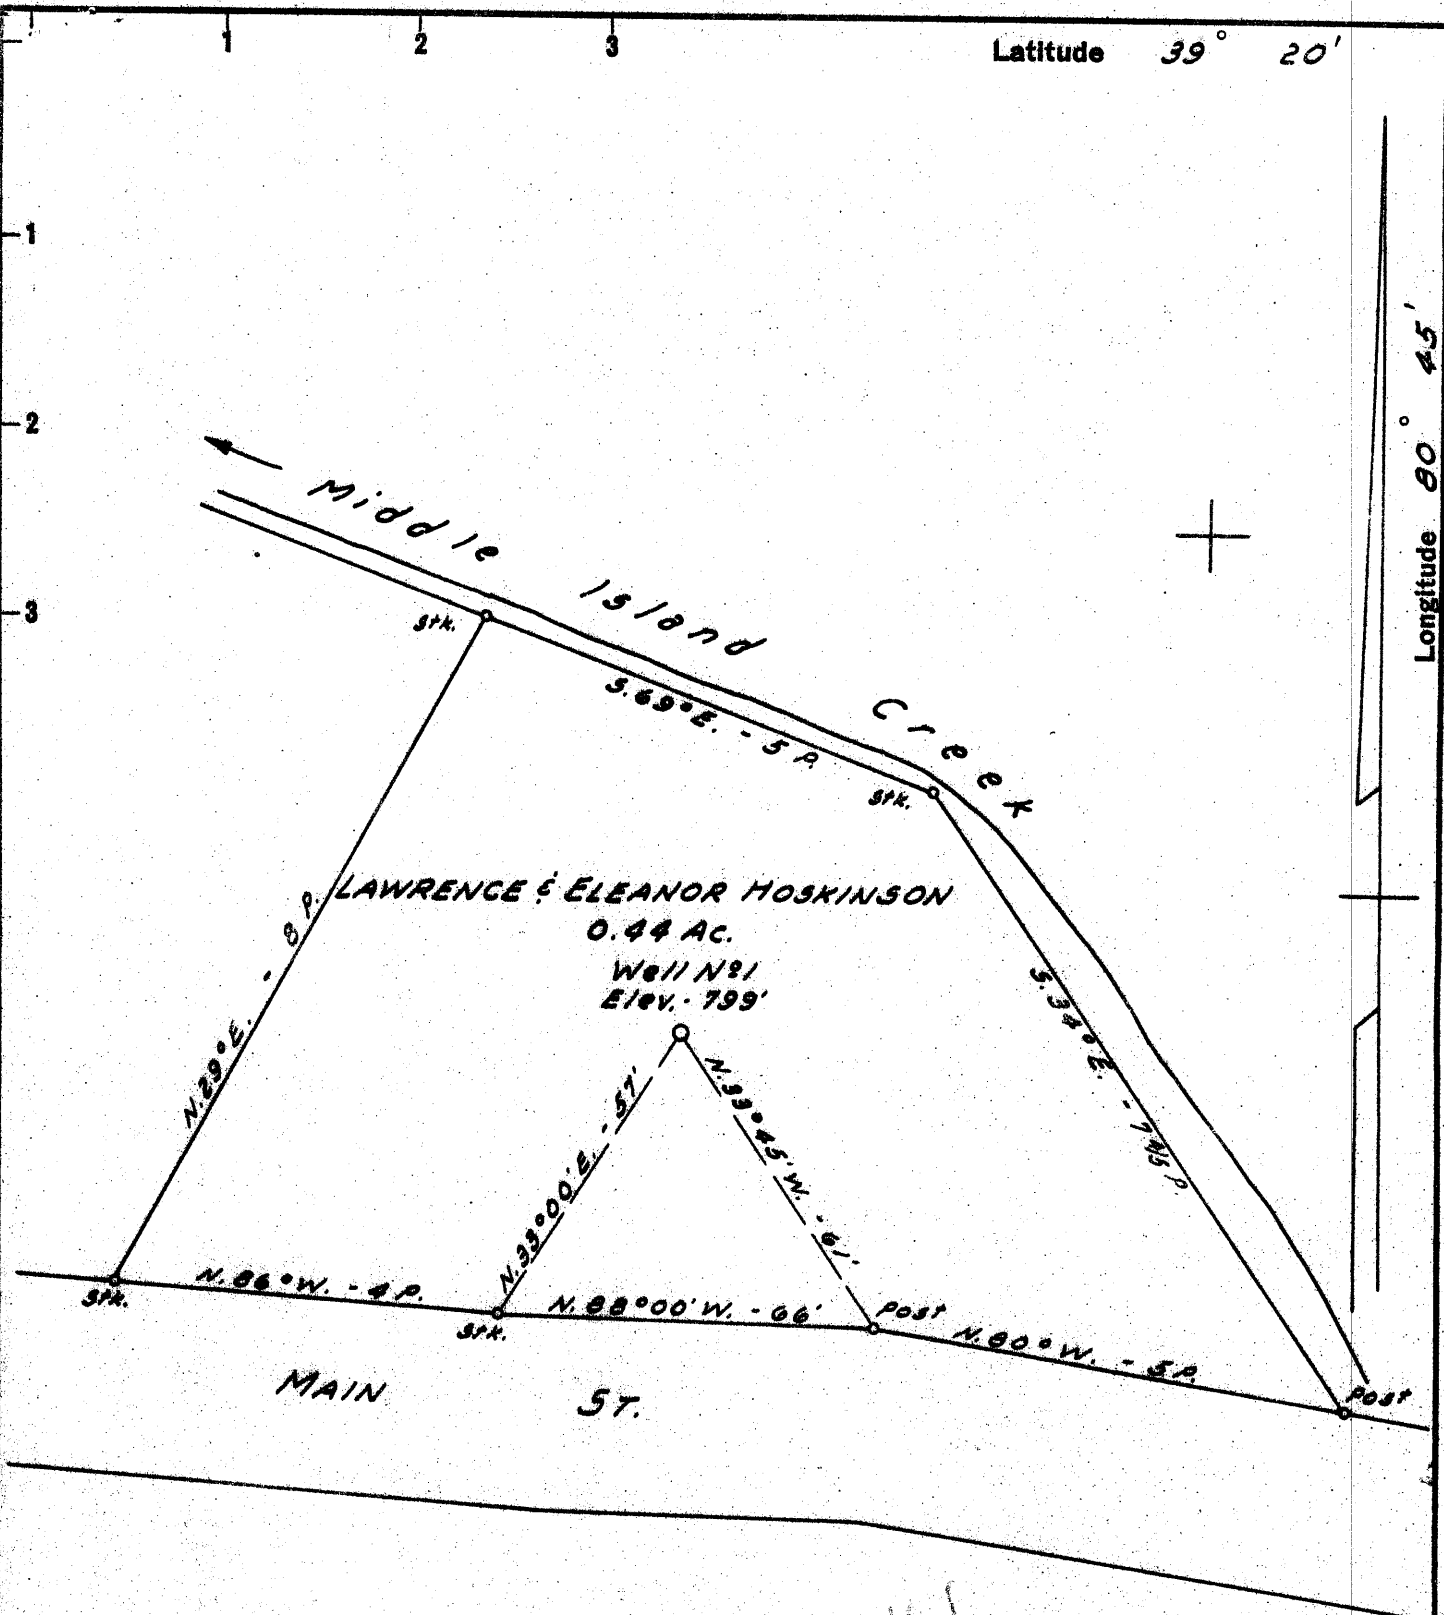 1 2 3
Latitude 39° 20'
1
2
3
Longitude 80° 45'
Middle Island Creek
Stk.
S. 69° E. - 5 P.
Stk.
LAWRENCE & ELEANOR HOSKINSON
0.44 Ac.
Well Nº 1
Elev. - 799'
N. 29° E. - 8 P.
S. 34° E. - 7 4/5 P.
N. 33° 00' E. - 57'
N. 33° 45' W. - 61'
Stk.
N. 86° W. - 4 P.
Stk.
N. 88° 00' W. - 66'
Post
N. 80° W. - 5 P.
Post
MAIN ST.